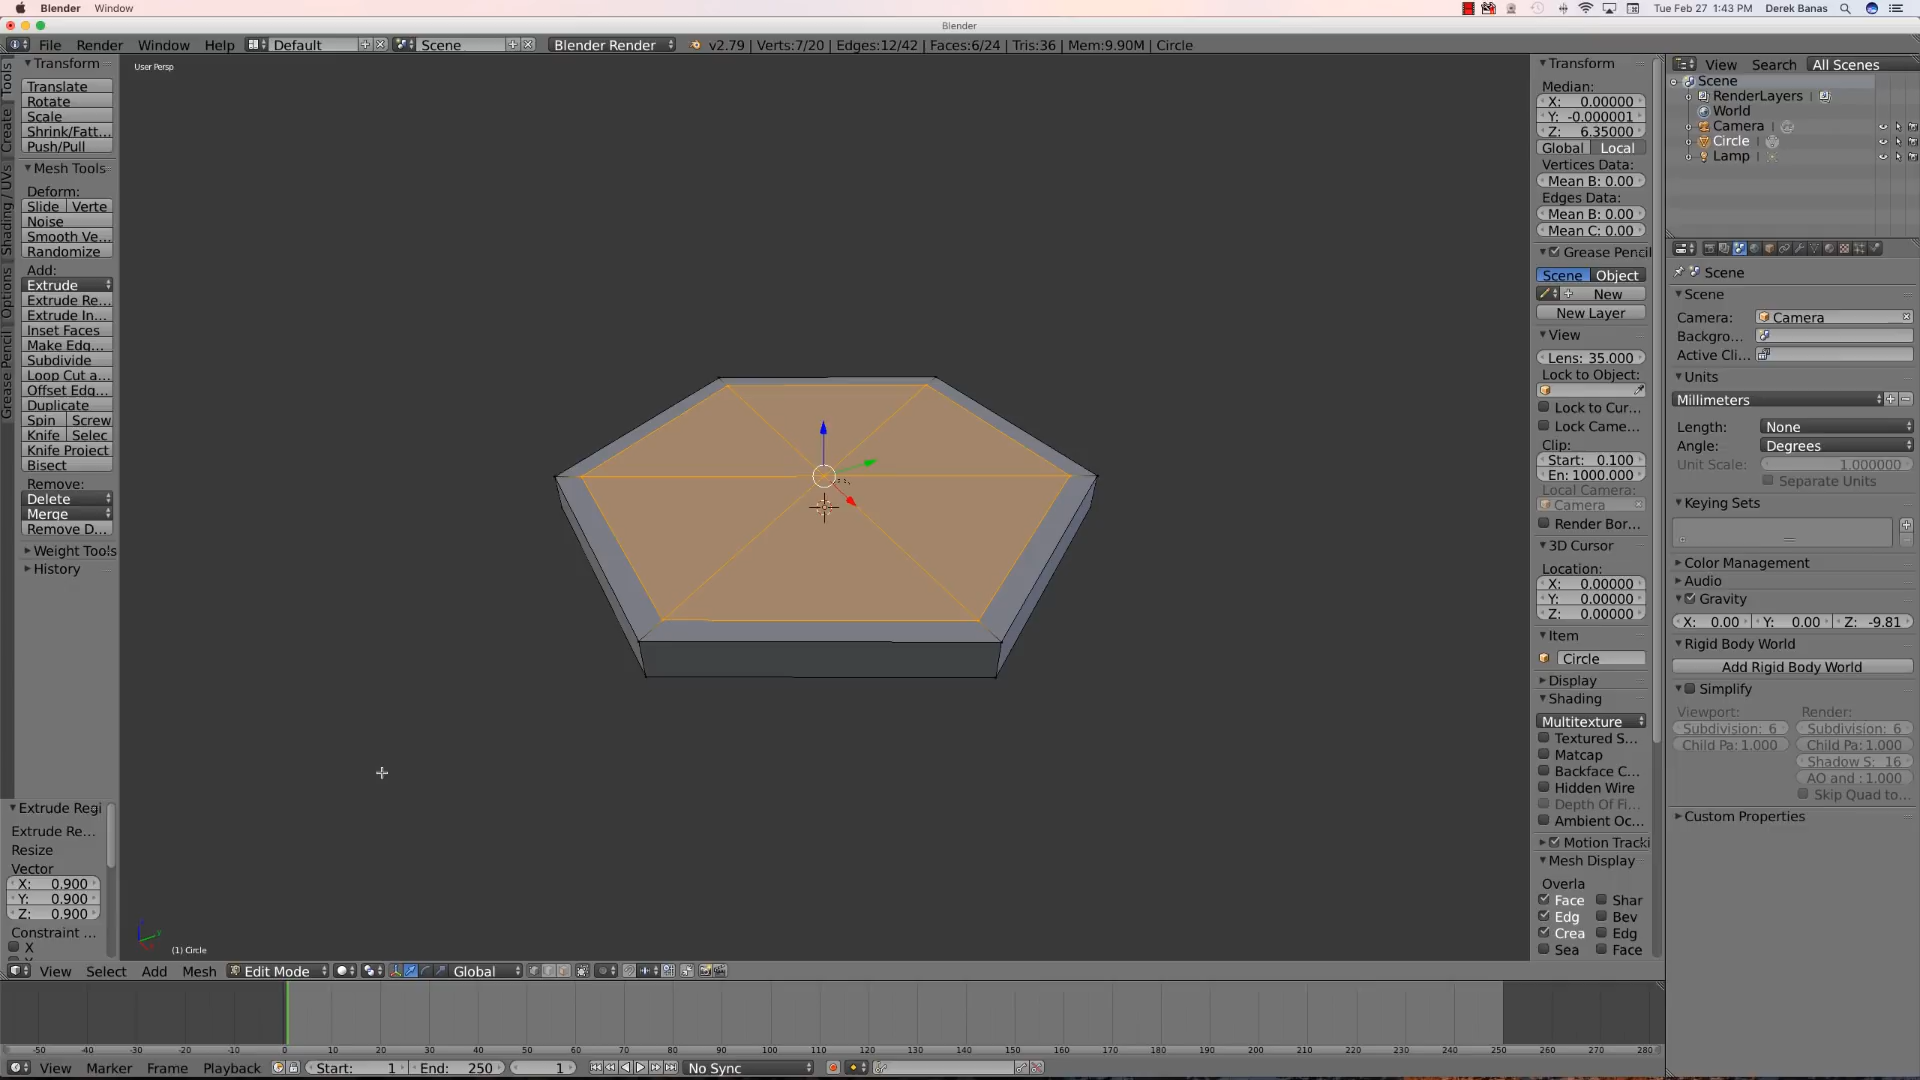 Blender Window Tue Feb 27 1:43 PM Derek Banas
Blender
File Render Window Help Default Scene Blender Render v2.79 | Verts:7/20 | Edges:12/42 | Faces:6/24 | Tris:36 | Mem:9.90M | Circle
Tools
Create
Shading / UVs
Options
Grease Pencil
Transform
Translate
Rotate
Scale
Shrink/Fatt...
Push/Pull
Mesh Tools
Deform:
Slide Verte
Noise
Smooth Ve...
Randomize
Add:
Extrude
Extrude Re...
Extrude In...
Inset Faces
Make Edg...
Subdivide
Loop Cut a...
Offset Edg...
Duplicate
Spin Screw
Knife Selec
Knife Project
Bisect
Remove:
Delete
Merge
Remove D...
Weight Tools
History
Extrude Regi
Extrude Re...
Resize
Vector
X: 0.900
Y: 0.900
Z: 0.900
Constraint ...
X
User Persp
(1) Circle
Transform
Median:
X: 0.00000
Y: -0.000001
Z: 6.35000
Global Local
Vertices Data:
Mean B: 0.00
Edges Data:
Mean B: 0.00
Mean C: 0.00
Grease Pencil
Scene Object
New
New Layer
View
Lens: 35.000
Lock to Object:
Lock to Cur...
Lock Came...
Clip:
Start: 0.100
En: 1000.000
Local Camera:
Camera
Render Bor...
3D Cursor
Location:
X: 0.00000
Y: 0.00000
Z: 0.00000
Item
Circle
Display
Shading
Multitexture
Textured S...
Matcap
Backface C...
Hidden Wire
Depth Of Fi...
Ambient Oc...
Motion Tracki
Mesh Display
Overla
Face Shar
Edg Bev
Crea Edg
Sea Face
View Search All Scenes
Scene
RenderLayers
World
Camera
Circle
Lamp
Scene
Scene
Camera: Camera
Backgro...
Active Cli...
Units
Millimeters
Length: None
Angle: Degrees
Unit Scale: 1.000000
Separate Units
Keying Sets
Color Management
Audio
Gravity
X: 0.00 Y: 0.00 Z: -9.81
Rigid Body World
Add Rigid Body World
Simplify
Viewport: Render:
Subdivision: 6 Subdivision: 6
Child Pa: 1.000 Child Pa: 1.000
Shadow S: 16
AO and : 1.000
Skip Quad to...
Custom Properties
View Select Add Mesh Edit Mode Global
-50 -40 -30 -20 -10 0 10 20 30 40 50 60 70 80 90 100 110 120 130 140 150 160 170 180 190 200 210 220 230 240 250 260 270 280
View Marker Frame Playback Start: 1 End: 250 1 No Sync